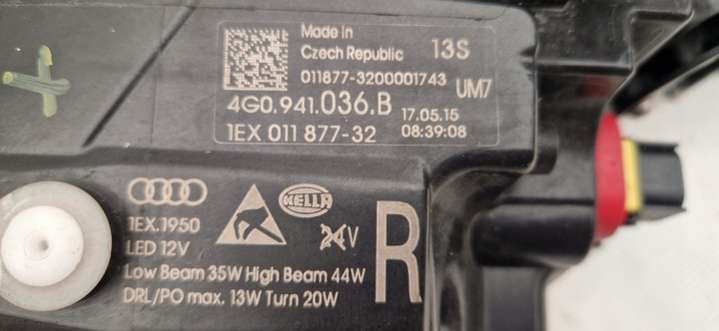 Made in
Czech Republic 13S
011877-3200001743
UM7
4G0.941.036.B 17.05.15
1EX 011 877-32 08:39:08
HELLA
1EX.1950
24V
R
LED 12V
Low Beam 35W High Beam 44W
DRL/PO max. 13W Turn 20W